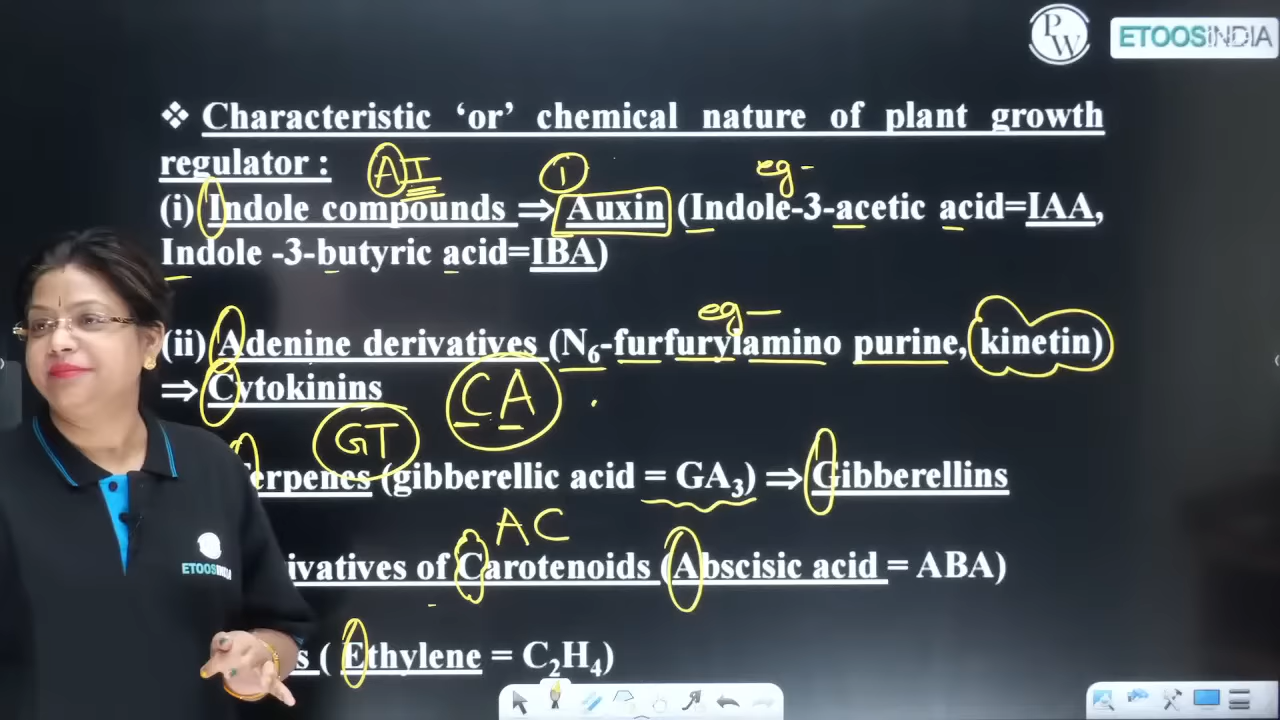 PW
ETOOSINDIA
❖ Characteristic ‘or’ chemical nature of plant growth
regulator :
AI
①
eg -
(i) Indole compounds ⇒ Auxin (Indole-3-acetic acid=IAA,
Indole -3-butyric acid=IBA)
eg -
(ii) Adenine derivatives (N₆-furfurylamino purine, kinetin)
⇒ Cytokinins
CA
GT
Terpenes (gibberellic acid = GA₃) ⇒ Gibberellins
AC
ivatives of Carotenoids (Abscisic acid = ABA)
s ( Ethylene = C₂H₄)
ETOOSINDIA